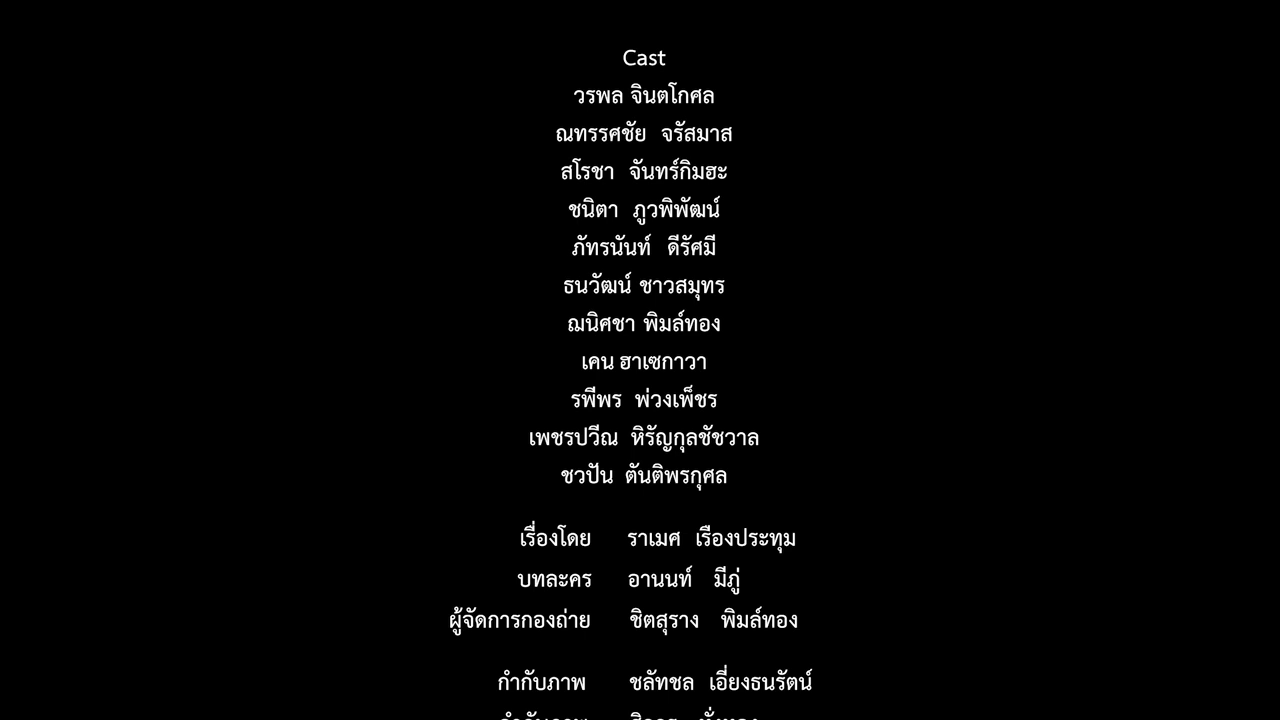 Cast
วรพล จินตโกศล
ณทรรศชัย จรัสมาส
สโรชา จันทร์กิมฮะ
ชนิตา ภูวพิพัฒน์
ภัทรนันท์ ดีรัศมี
ธนวัฒน์ ชาวสมุทร
ฌนิศชา พิมล์ทอง
เคน ฮาเซกาวา
รพีพร พ่วงเพ็ชร
เพชรปวีณ หิรัญกุลชัชวาล
ชวปัน ตันติพรกุศล
เรื่องโดย ราเมศ เรืองประทุม
บทละคร อานนท์ มีภู่
ผู้จัดการกองถ่าย ชิตสุราง พิมล์ทอง
กำกับภาพ ชลัทชล เอี่ยงธนรัตน์